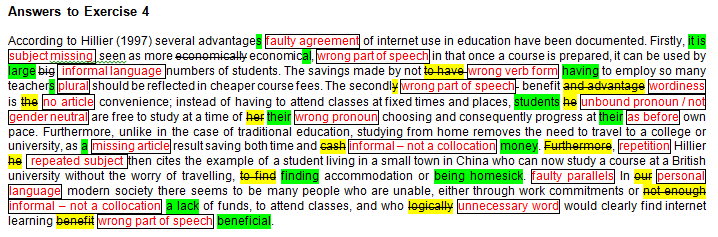 Answers to Exercise 4
According to Hillier (1997) several advantages faulty agreement of internet use in education have been documented. Firstly, it is
subject missing seen as more economically economical, wrong part of speech in that once a course is prepared, it can be used by
large big informal language numbers of students. The savings made by not to have wrong verb form having to employ so many
teachers plural should be reflected in cheaper course fees. The secondly wrong part of speech benefit and advantage wordiness
is the no article convenience; instead of having to attend classes at fixed times and places, students he unbound pronoun / not
gender neutral are free to study at a time of her their wrong pronoun choosing and consequently progress at their as before own
pace. Furthermore, unlike in the case of traditional education, studying from home removes the need to travel to a college or
university, as a missing article result saving both time and cash informal – not a collocation money. Furthermore, repetition Hillier
he repeated subject then cites the example of a student living in a small town in China who can now study a course at a British
university without the worry of travelling, to find finding accommodation or being homesick. faulty parallels In our personal
language modern society there seems to be many people who are unable, either through work commitments or not enough
informal – not a collocation a lack of funds, to attend classes, and who logically unnecessary word would clearly find internet
learning benefit wrong part of speech beneficial.